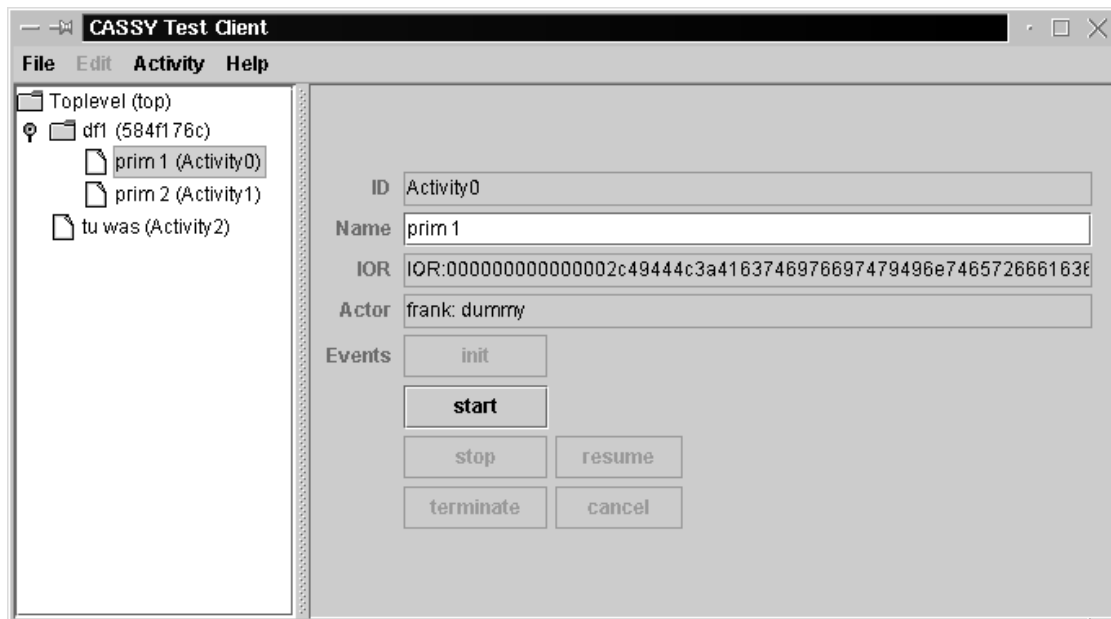 CASSY Test Client
File Edit Activity Help
Toplevel (top)
df1 (584f176c)
prim 1 (Activity0)
prim 2 (Activity1)
tu was (Activity2)
ID Activity0
Name prim 1
IOR IOR:000000000000002c49444c3a4163746976697479496e7465726661636
Actor frank: dummy
Events init
start
stop resume
terminate cancel